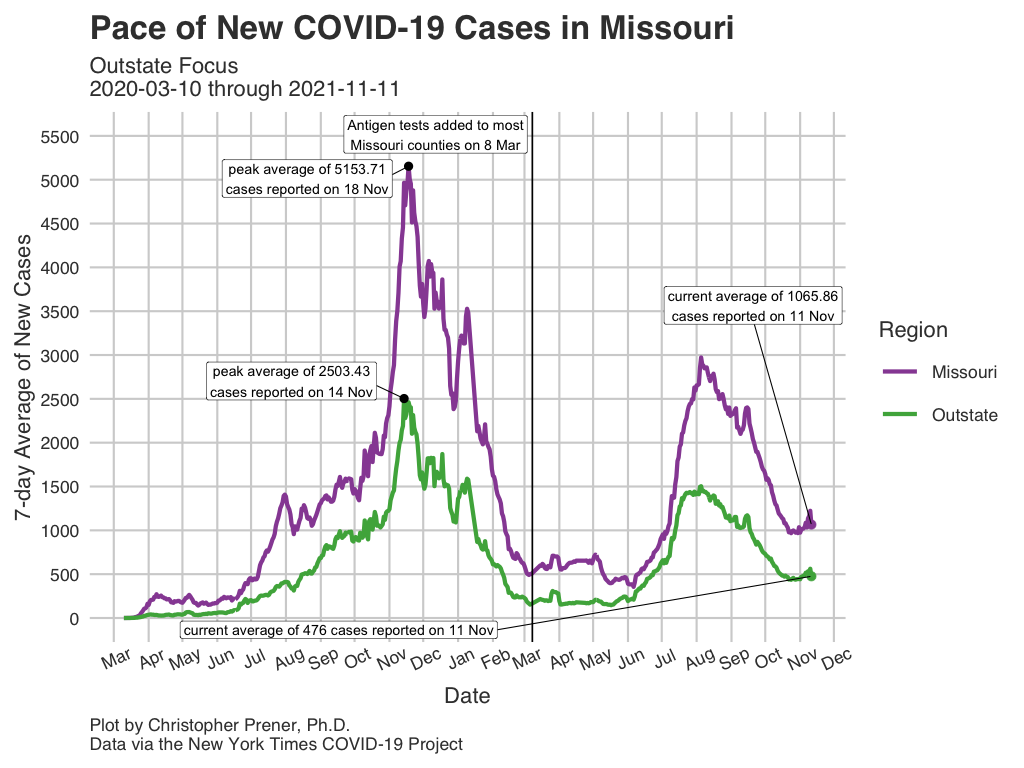 Pace of New COVID-19 Cases in Missouri
Outstate Focus
2020-03-10 through 2021-11-11
7-day Average of New Cases
5500
5000
4500
4000
3500
3000
2500
2000
1500
1000
500
0
Antigen tests added to most
Missouri counties on 8 Mar
peak average of 5153.71
cases reported on 18 Nov
current average of 1065.86
cases reported on 11 Nov
peak average of 2503.43
cases reported on 14 Nov
current average of 476 cases reported on 11 Nov
Region
Missouri
Outstate
Mar Apr May Jun Jul Aug Sep Oct Nov Dec Jan Feb Mar Apr May Jun Jul Aug Sep Oct Nov Dec
Date
Plot by Christopher Prener, Ph.D.
Data via the New York Times COVID-19 Project